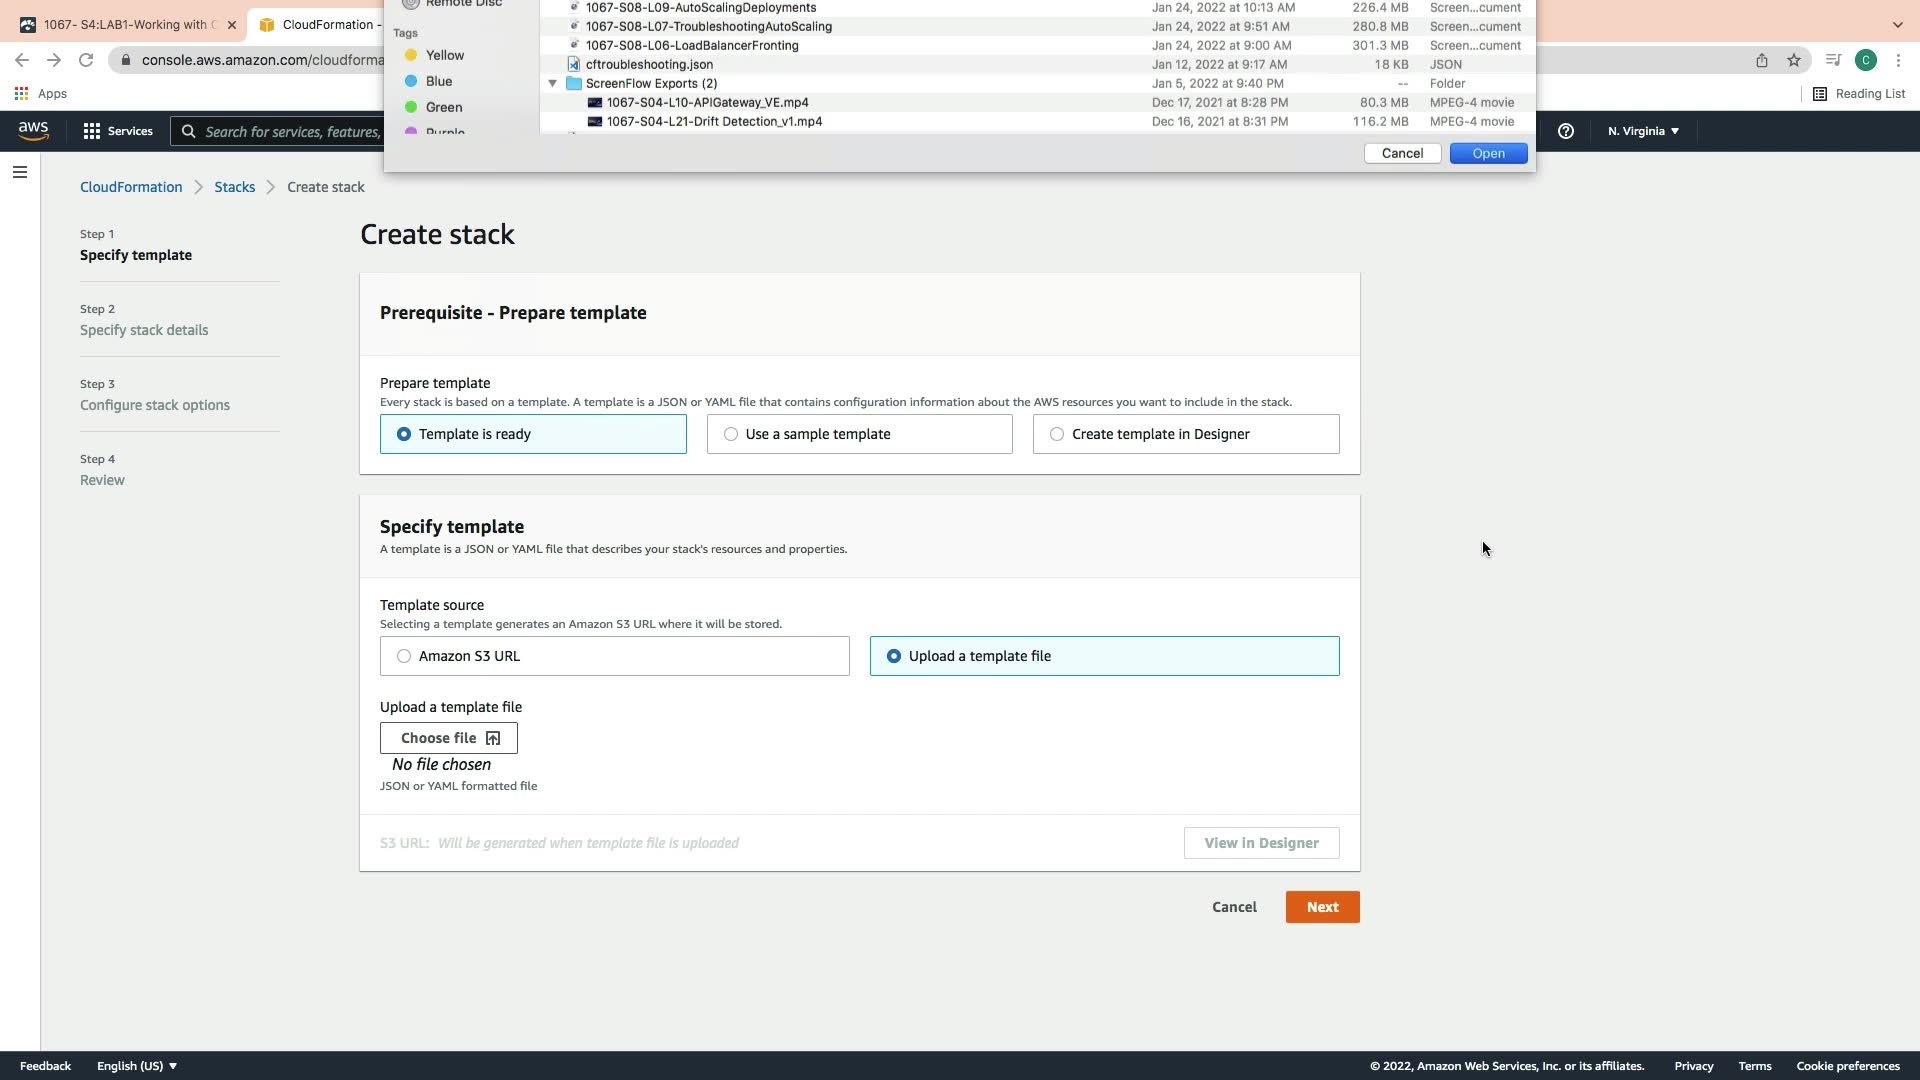 1067- S4:LAB1-Working with C
CloudFormation -
console.aws.amazon.com/cloudforma
Reading List
Apps
Remote Disc
Tags
Yellow
Blue
Green
Purple
1067-S08-L09-AutoScalingDeployments Jan 24, 2022 at 10:13 AM 226.4 MB Screen...cument
1067-S08-L07-TroubleshootingAutoScaling Jan 24, 2022 at 9:51 AM 280.8 MB Screen...cument
1067-S08-L06-LoadBalancerFronting Jan 24, 2022 at 9:00 AM 301.3 MB Screen...cument
cftroubleshooting.json Jan 12, 2022 at 9:17 AM 18 KB JSON
ScreenFlow Exports (2) Jan 5, 2022 at 9:40 PM -- Folder
1067-S04-L10-APIGateway_VE.mp4 Dec 17, 2021 at 8:28 PM 80.3 MB MPEG-4 movie
1067-S04-L21-Drift Detection_v1.mp4 Dec 16, 2021 at 8:31 PM 116.2 MB MPEG-4 movie
Cancel Open
C
aws Services Search for services, features, N. Virginia
CloudFormation Stacks Create stack
Step 1
Specify template
Step 2
Specify stack details
Step 3
Configure stack options
Step 4
Review
Create stack
Prerequisite - Prepare template
Prepare template
Every stack is based on a template. A template is a JSON or YAML file that contains configuration information about the AWS resources you want to include in the stack.
Template is ready Use a sample template Create template in Designer
Specify template
A template is a JSON or YAML file that describes your stack's resources and properties.
Template source
Selecting a template generates an Amazon S3 URL where it will be stored.
Amazon S3 URL Upload a template file
Upload a template file
Choose file
No file chosen
JSON or YAML formatted file
S3 URL: Will be generated when template file is uploaded View in Designer
Cancel Next
Feedback English (US) © 2022, Amazon Web Services, Inc. or its affiliates. Privacy Terms Cookie preferences